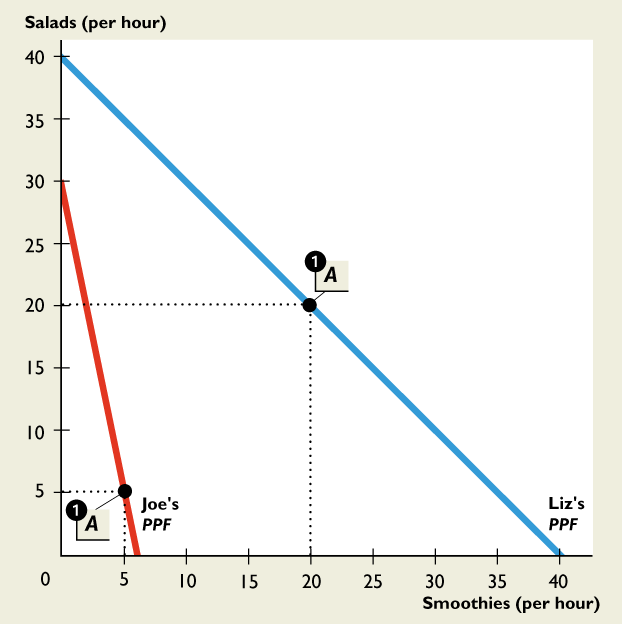 Salads (per hour)
40
35
30
25
20
15
10
5
0
5
10
15
20
25
30
35
40
Smoothies (per hour)
1
A
1
A
Joe's
PPF
Liz's
PPF